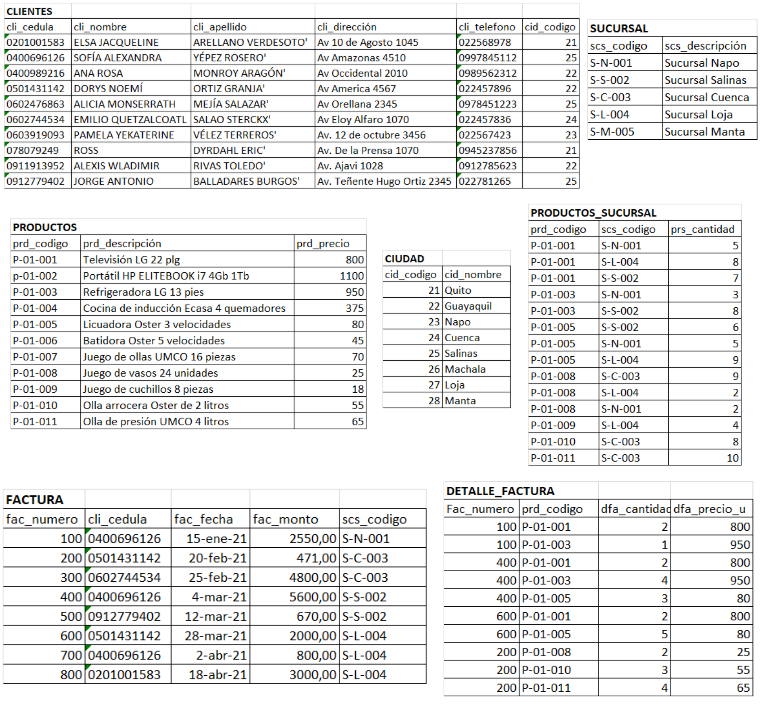 CLIENTES
cli_cedula cli_nombre cli_apellido cli_dirección cli_telefono cid_codigo
0201001583 ELSA JACQUELINE ARELLANO VERDESOTO' Av 10 de Agosto 1045 022568978 21
0400696126 SOFÍA ALEXANDRA YÉPEZ ROSERO' Av Amazonas 4510 0997845112 25
0400989216 ANA ROSA MONROY ARAGÓN' Av Occidental 2010 0989562312 22
0501431142 DORYS NOEMÍ ORTIZ GRANJA' Av America 4567 022457896 22
0602476863 ALICIA MONSERRATH MEJÍA SALAZAR' Av Orellana 2345 0978451223 25
0602744534 EMILIO QUETZALCOATL SALAO STERCKX' Av Eloy Alfaro 1070 022457836 24
0603919093 PAMELA YEKATERINE VÉLEZ TERREROS' Av. 12 de octubre 3456 022567423 23
078079249 ROSS DYRDAHL ERIC' Av. De la Prensa 1070 0945237856 21
0911913952 ALEXIS WLADIMIR RIVAS TOLEDO' Av. Ajavi 1028 0912785623 22
0912779402 JORGE ANTONIO BALLADARES BURGOS' Av. Teñente Hugo Ortiz 2345 022781265 25
SUCURSAL
scs_codigo scs_descripción
S-N-001 Sucursal Napo
S-S-002 Sucursal Salinas
S-C-003 Sucursal Cuenca
S-L-004 Sucursal Loja
S-M-005 Sucursal Manta
PRODUCTOS
prd_codigo prd_descripción prd_precio
P-01-001 Televisión LG 22 plg 800
P-01-002 Portátil HP ELITEBOOK i7 4Gb 1Tb 1100
P-01-003 Refrigeradora LG 13 pies 950
P-01-004 Cocina de inducción Ecasa 4 quemadores 375
P-01-005 Licuadora Oster 3 velocidades 80
P-01-006 Batidora Oster 5 velocidades 45
P-01-007 Juego de ollas UMCO 16 piezas 70
P-01-008 Juego de vasos 24 unidades 25
P-01-009 Juego de cuchillos 8 piezas 18
P-01-010 Olla arrocera Oster de 2 litros 55
P-01-011 Olla de presión UMCO 4 litros 65
CIUDAD
cid_codigo cid_nombre
21 Quito
22 Guayaquil
23 Napo
24 Cuenca
25 Salinas
26 Machala
27 Loja
28 Manta
PRODUCTOS_SUCURSAL
prd_codigo scs_codigo prs_cantidad
P-01-001 S-N-001 5
P-01-001 S-L-004 8
P-01-001 S-S-002 7
P-01-003 S-N-001 3
P-01-003 S-S-002 8
P-01-005 S-S-002 6
P-01-005 S-N-001 5
P-01-005 S-L-004 9
P-01-008 S-C-003 9
P-01-008 S-L-004 2
P-01-008 S-N-001 2
P-01-009 S-L-004 4
P-01-010 S-C-003 8
P-01-011 S-C-003 10
FACTURA
fac_numero cli_cedula fac_fecha fac_monto scs_codigo
100 0400696126 15-ene-21 2550,00 S-N-001
200 0501431142 20-feb-21 471,00 S-C-003
300 0602744534 25-feb-21 4800,00 S-C-003
400 0400696126 4-mar-21 5600,00 S-S-002
500 0912779402 12-mar-21 670,00 S-S-002
600 0501431142 28-mar-21 2000,00 S-L-004
700 0400696126 2-abr-21 800,00 S-L-004
800 0201001583 18-abr-21 3000,00 S-L-004
DETALLE_FACTURA
Fac_numero prd_codigo dfa_cantidad dfa_precio_u
100 P-01-001 2 800
100 P-01-003 1 950
400 P-01-001 2 800
400 P-01-003 4 950
400 P-01-005 3 80
600 P-01-001 2 800
600 P-01-005 5 80
200 P-01-008 2 25
200 P-01-010 3 55
200 P-01-011 4 65